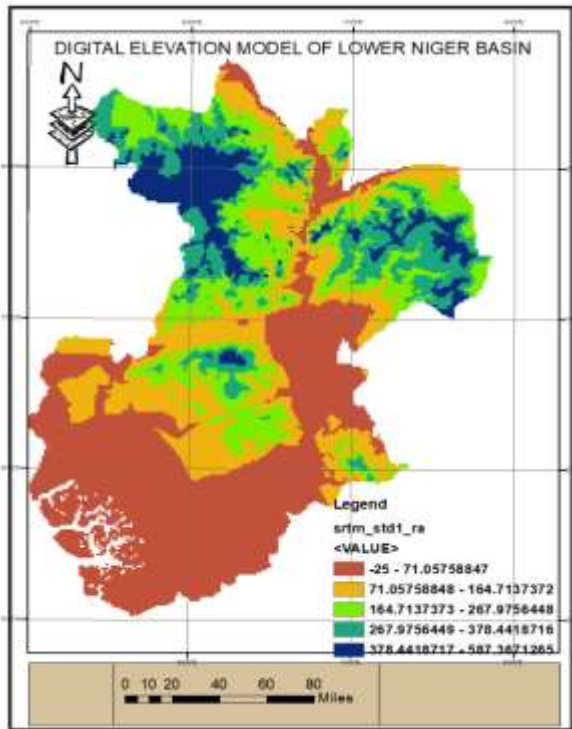 DIGITAL ELEVATION MODEL OF LOWER NIGER BASIN
N
Legend
srtm_std1_ra
<VALUE>
-25 - 71.05758847
71.05758848 - 164.7137372
164.7137373 - 267.9756448
267.9756449 - 378.4418716
378.4418717 - 587.3671265
0 10 20 40 60 80
Miles